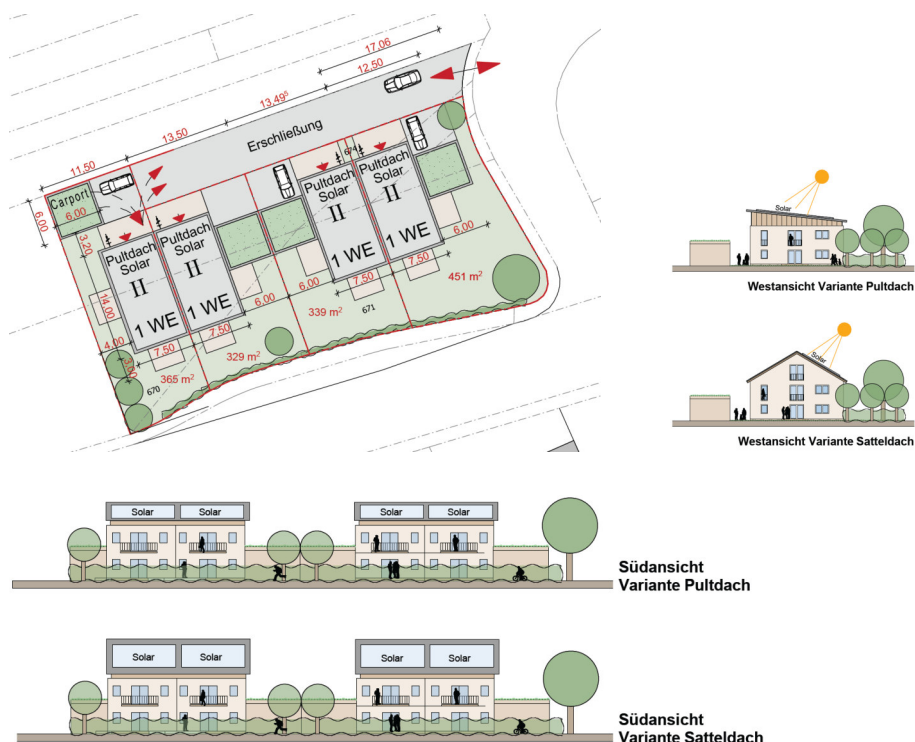 17,06
12,50
13,49⁵
13,50
11,50
Erschließung
674
Carport
6,00
6,00
3,20
Pultdach
Solar
II
1 WE
Pultdach
Solar
II
1 WE
Pultdach
Solar
II
1 WE
Pultdach
Solar
II
1 WE
14,00
4,00
3,00
7,50
7,50
6,00
6,00
7,50
7,50
6,00
670
671
365 m²
329 m²
339 m²
451 m²
Solar
Westansicht Variante Pultdach
Solar
Westansicht Variante Satteldach
Solar Solar Solar Solar
Südansicht
Variante Pultdach
Solar Solar Solar Solar
Südansicht
Variante Satteldach